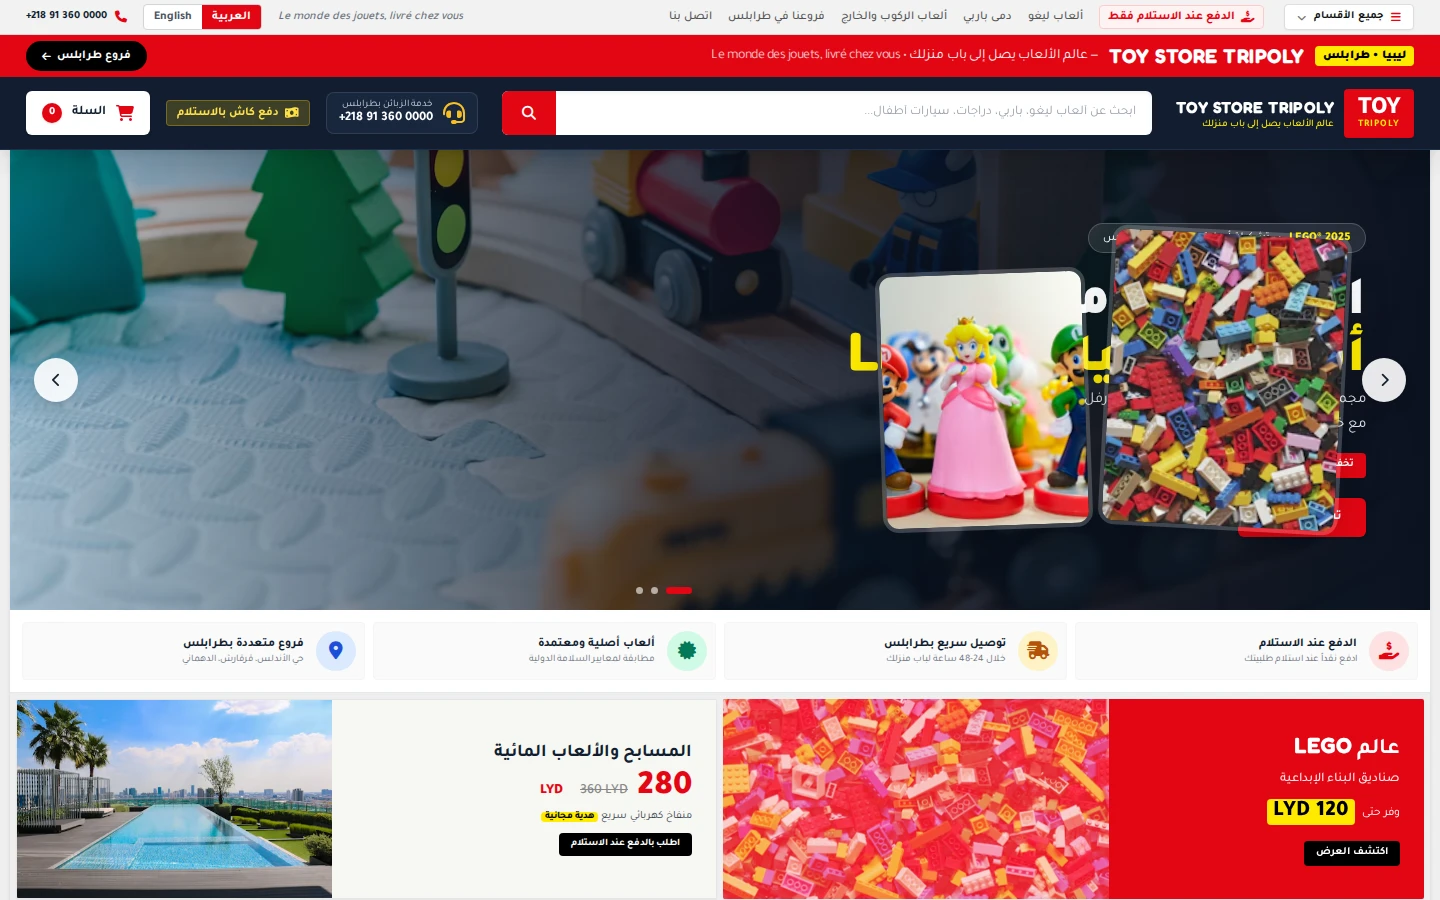 جميع الأقسام
الدفع عند الاستلام فقط
ألعاب ليغو
دمى باربي
ألعاب الركوب والخارج
فروعنا في طرابلس
اتصل بنا
Le monde des jouets, livré chez vous
العربية
English
+218 91 360 0000
ليبيا • طرابلس
TOY STORE TRIPOLY
— عالم الألعاب يصل إلى باب منزلك • Le monde des jouets, livré chez vous
فروع طرابلس
TOY
TRIPOLY
TOY STORE TRIPOLY
عالم الألعاب يصل إلى باب منزلك
ابحث عن ألعاب ليغو، باربي، دراجات، سيارات أطفال...
خدمة الزبائن بطرابلس
+218 91 360 0000
دفع كاش بالاستلام
السلة
0
LEGO® 2025
الدفع عند الاستلام
ادفع نقداً عند استلام طلبيتك
توصيل سريع بطرابلس
خلال 24-48 ساعة لباب منزلك
ألعاب أصلية ومعتمدة
مطابقة لمعايير السلامة الدولية
فروع متعددة بطرابلس
حي الأندلس، قرقارش، الدهماني
عالم LEGO
صناديق البناء الإبداعية
وفر حتى 120 LYD
اكتشف العرض
المسابح والألعاب المائية
280 360 LYD LYD
منفاخ كهربائي سريع هدية مجانية
اطلب بالدفع عند الاستلام